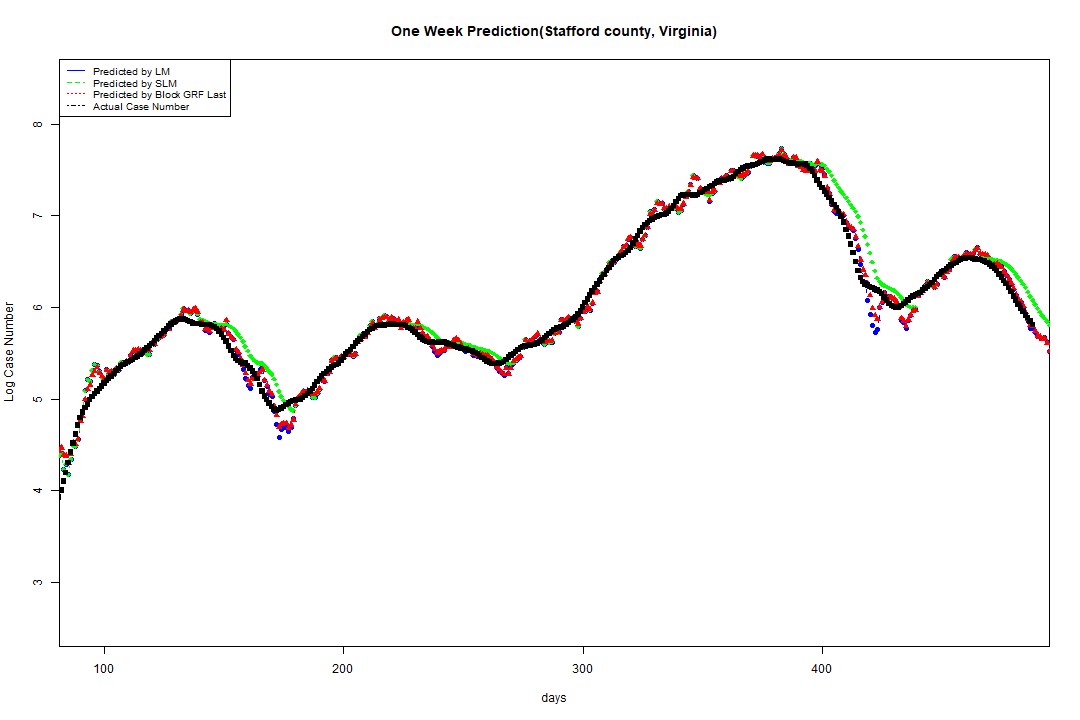 One Week Prediction(Stafford county, Virginia)
Predicted by LM
Predicted by SLM
Predicted by Block GRF Last
Actual Case Number
Log Case Number
8
7
6
5
4
3
100 200 300 400
days